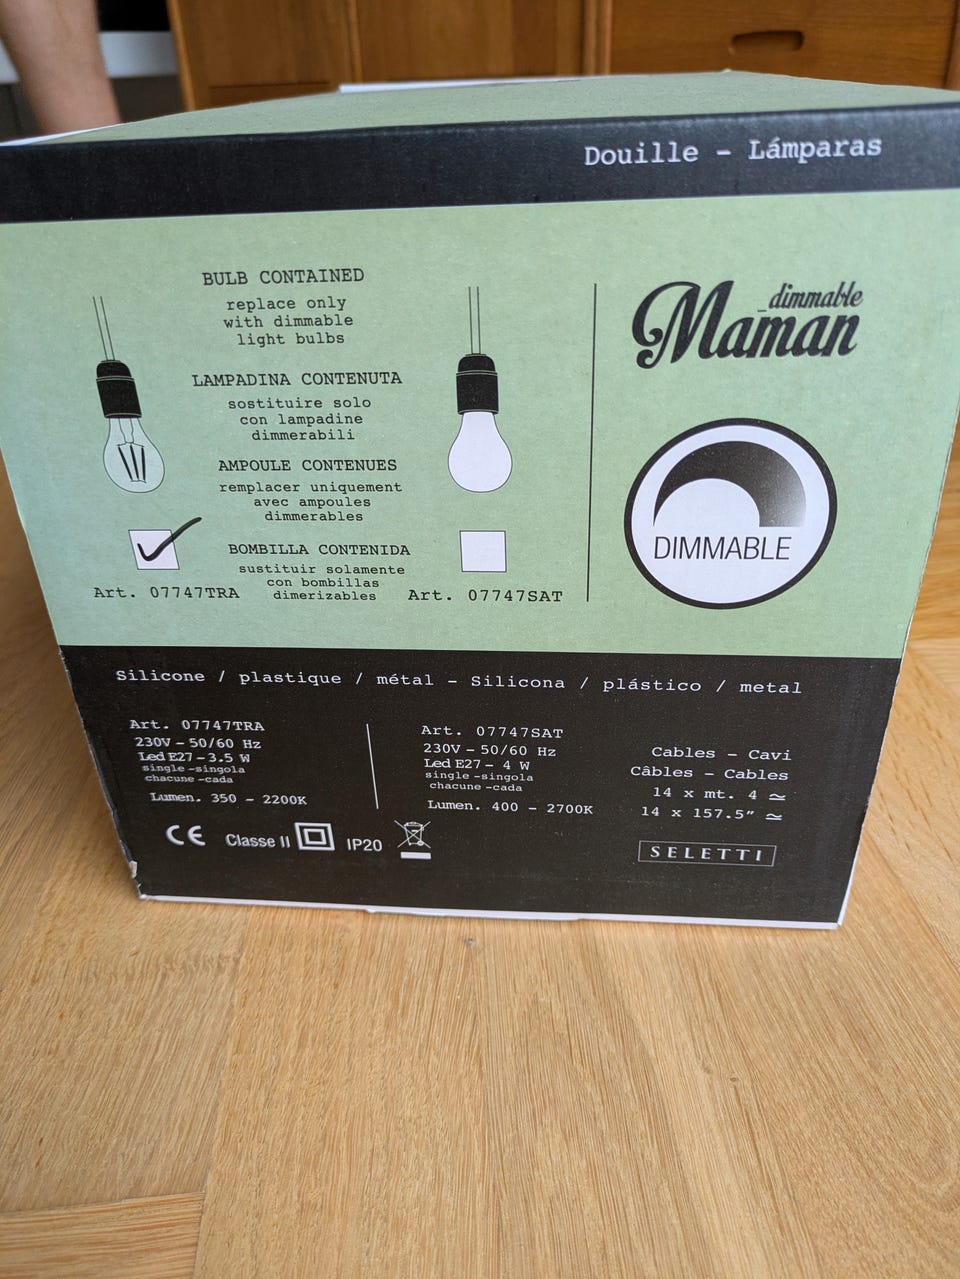 Douille - Lámparas
BULB CONTAINED
replace only
with dimmable
light bulbs
LAMPADINA CONTENUTA
sostituire solo
con lampadine
dimmerabili
AMPOULE CONTENUES
remplacer uniquement
avec ampoules
dimmerables
BOMBILLA CONTENIDA
sustituir solamente
con bombillas
dimerizables
Art. 07747TRA
Art. 07747SAT
dimmable
Maman
DIMMABLE
Silicone / plastique / métal - Silicona / plástico / metal
Art. 07747TRA
230V - 50/60 Hz
Led E27 - 3.5 W
single -singola
chacune -cada
Lumen. 350 - 2200K
CE Classe II IP20
Art. 07747SAT
230V - 50/60 Hz
Led E27 - 4 W
single -singola
chacune -cada
Lumen. 400 - 2700K
Cables - Cavi
Câbles - Cables
14 x mt. 4 ≃
14 x 157.5" ≃
SELETTI